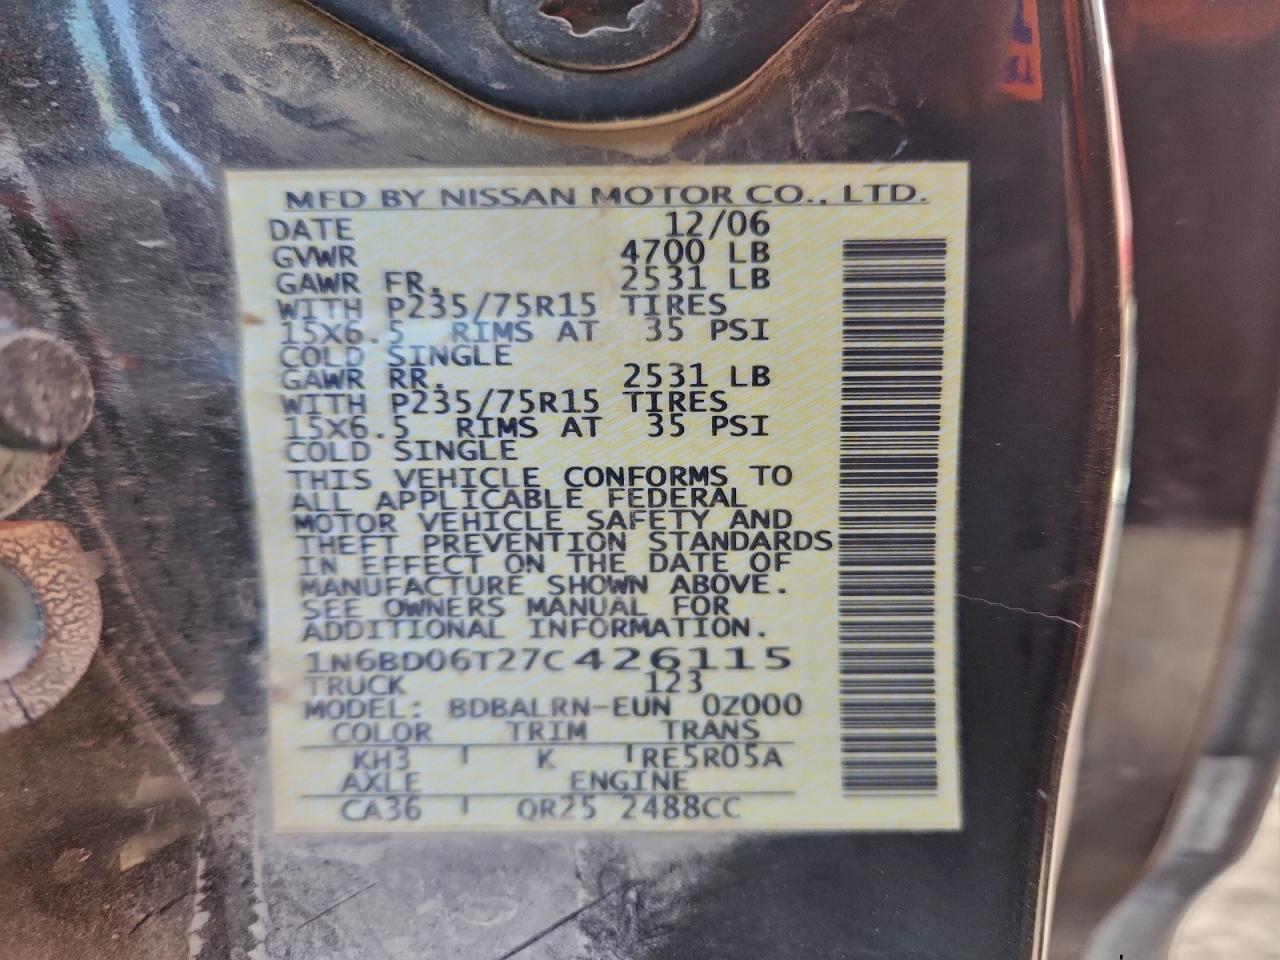 MFD BY NISSAN MOTOR CO., LTD.
DATE 12/06
GVWR 4700 LB
GAWR FR. 2531 LB
WITH P235/75R15 TIRES
15X6.5 RIMS AT 35 PSI
COLD SINGLE
GAWR RR. 2531 LB
WITH P235/75R15 TIRES
15X6.5 RIMS AT 35 PSI
COLD SINGLE
THIS VEHICLE CONFORMS TO
ALL APPLICABLE FEDERAL
MOTOR VEHICLE SAFETY AND
THEFT PREVENTION STANDARDS
IN EFFECT ON THE DATE OF
MANUFACTURE SHOWN ABOVE.
SEE OWNERS MANUAL FOR
ADDITIONAL INFORMATION.
1N6BD06T27C426115
TRUCK 123
MODEL: BDBALRN-EUN 0Z000
COLOR TRIM TRANS
KH3 K RE5R05A
AXLE ENGINE
CA36 QR25 2488CC